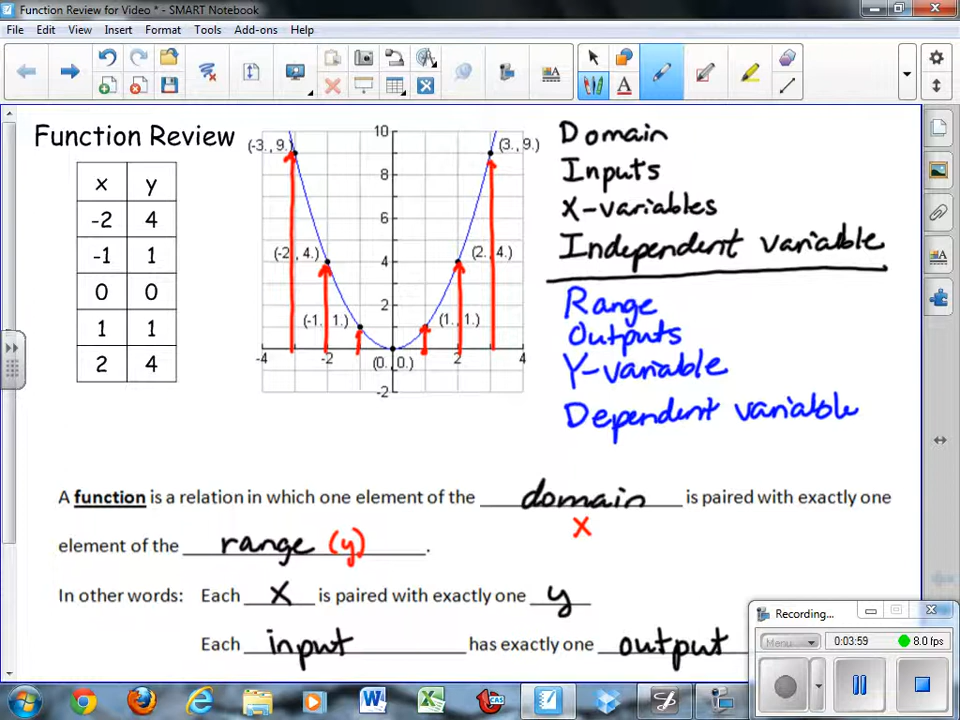 Function Review for Video * - SMART Notebook
File Edit View Insert Format Tools Add-ons Help
Function Review
x y
-2 4
-1 1
0 0
1 1
2 4
10
8
6
4
2
-2
-4 -2 2 4
(-3., 9.)
(3., 9.)
(-2., 4.)
(2., 4.)
(-1., 1.)
(1., 1.)
(0., 0.)
Domain
Inputs
X-variables
Independent variable
Range
Outputs
Y-variable
Dependent variable
A function is a relation in which one element of the domain is paired with exactly one
x
element of the range (y).
In other words: Each x is paired with exactly one y
Each input has exactly one output
Recording...
Menu 0:03:59 8.0 fps